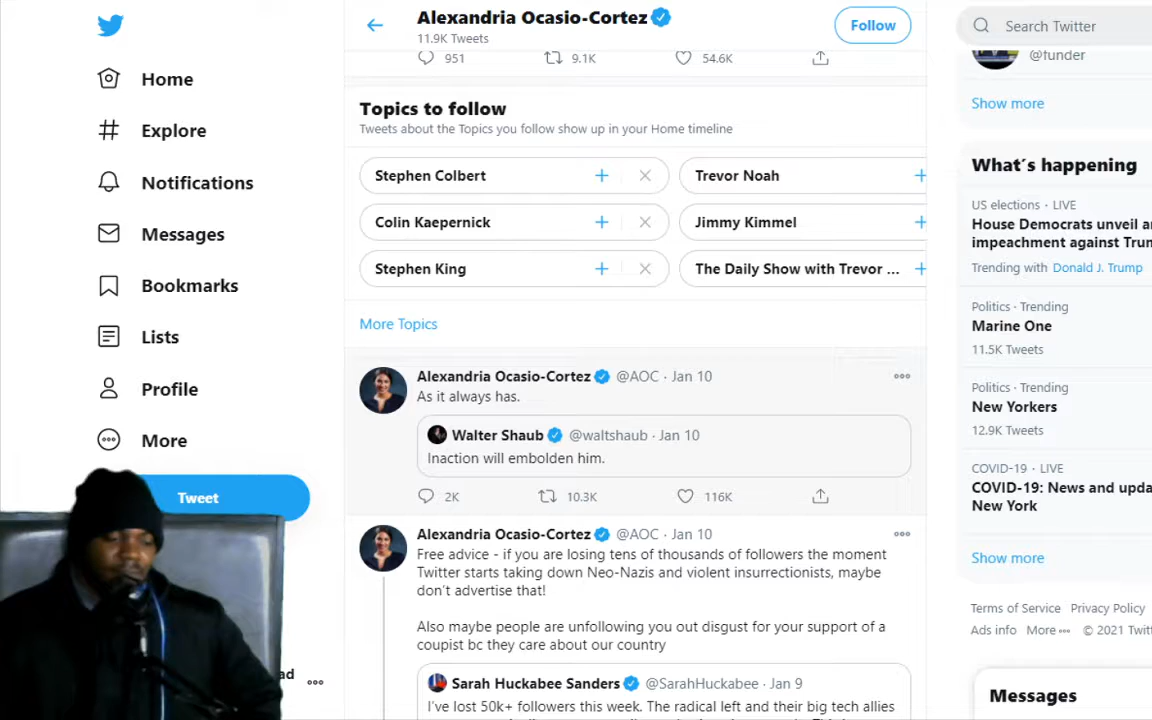 Home
Explore
Notifications
Messages
Bookmarks
Lists
Profile
More
Tweet
ad
Alexandria Ocasio-Cortez
11.9K Tweets
Follow
951 9.1K 54.6K
Topics to follow
Tweets about the Topics you follow show up in your Home timeline
Stephen Colbert
Trevor Noah
Colin Kaepernick
Jimmy Kimmel
Stephen King
The Daily Show with Trevor ...
More Topics
Alexandria Ocasio-Cortez @AOC · Jan 10
As it always has.
Walter Shaub @waltshaub · Jan 10
Inaction will embolden him.
2K 10.3K 116K
Alexandria Ocasio-Cortez @AOC · Jan 10
Free advice - if you are losing tens of thousands of followers the moment
Twitter starts taking down Neo-Nazis and violent insurrectionists, maybe
don't advertise that!
Also maybe people are unfollowing you out disgust for your support of a
coupist bc they care about our country
Sarah Huckabee Sanders @SarahHuckabee · Jan 9
I've lost 50k+ followers this week. The radical left and their big tech allies
Search Twitter
@funder
Show more
What's happening
US elections · LIVE
House Democrats unveil
impeachment against
Trending with Donald J. Trump
Politics · Trending
Marine One
11.5K Tweets
Politics · Trending
New Yorkers
12.9K Tweets
COVID-19 · LIVE
COVID-19: News and
New York
Show more
Terms of Service Privacy Policy
Ads info More © 2021
Messages